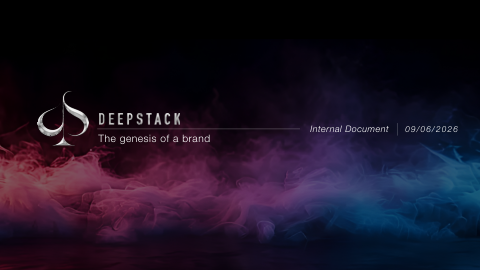 DEEPSTACK
The genesis of a brand
Internal Document | 09/06/2026